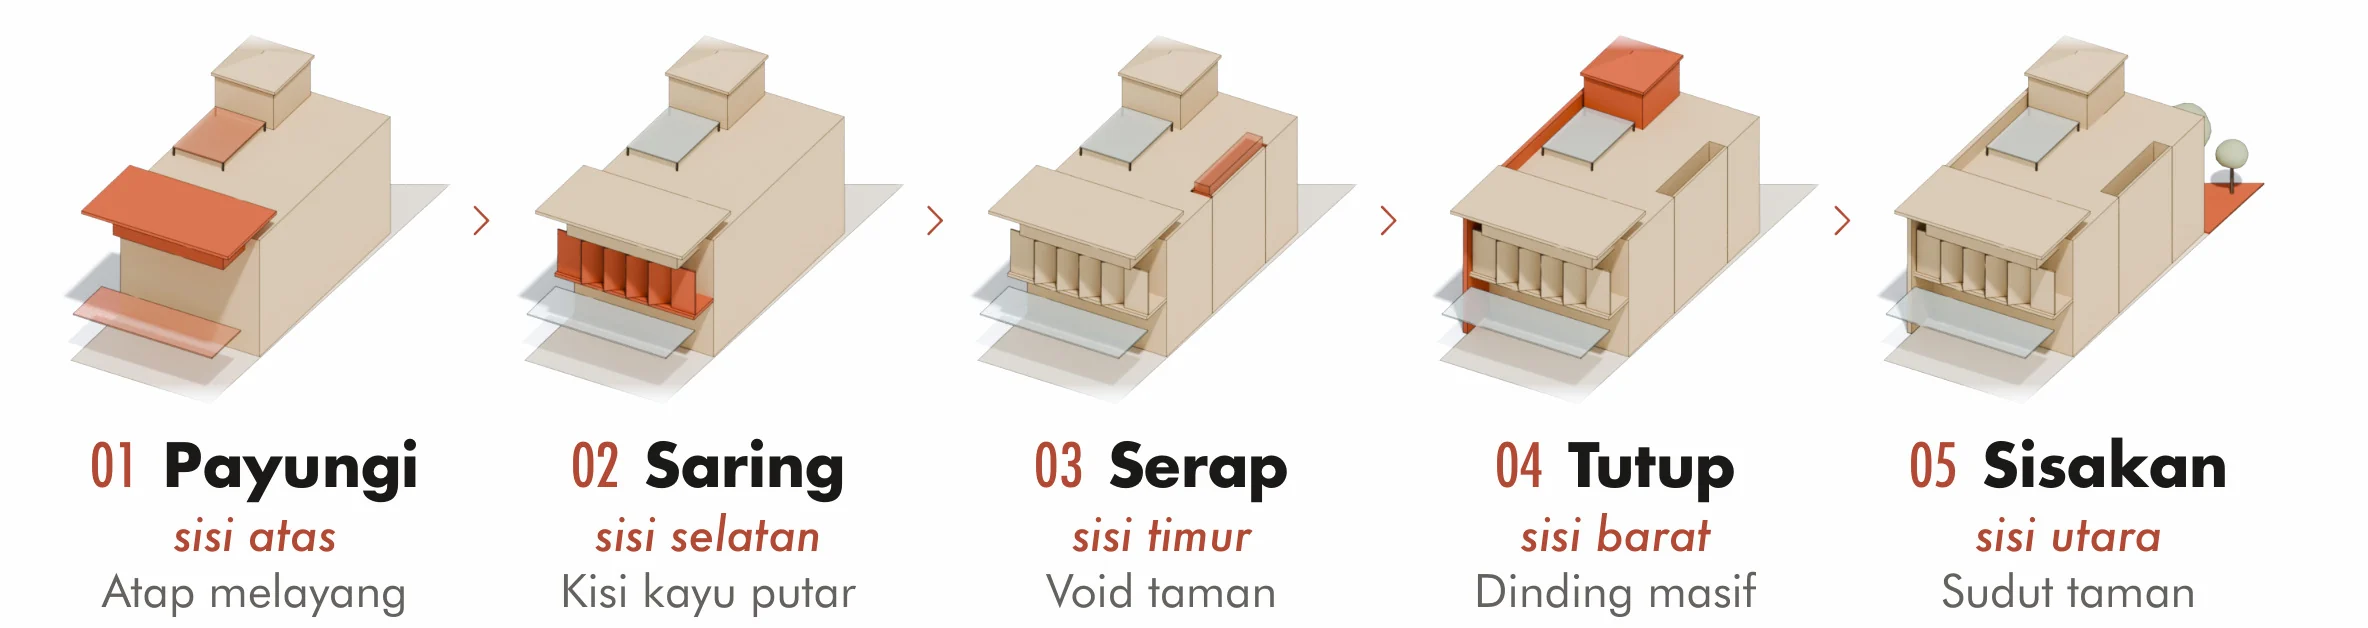 01 Payungi
sisi atas
Atap melayang
02 Saring
sisi selatan
Kisi kayu putar
03 Serap
sisi timur
Void taman
04 Tutup
sisi barat
Dinding masif
05 Sisakan
sisi utara
Sudut taman